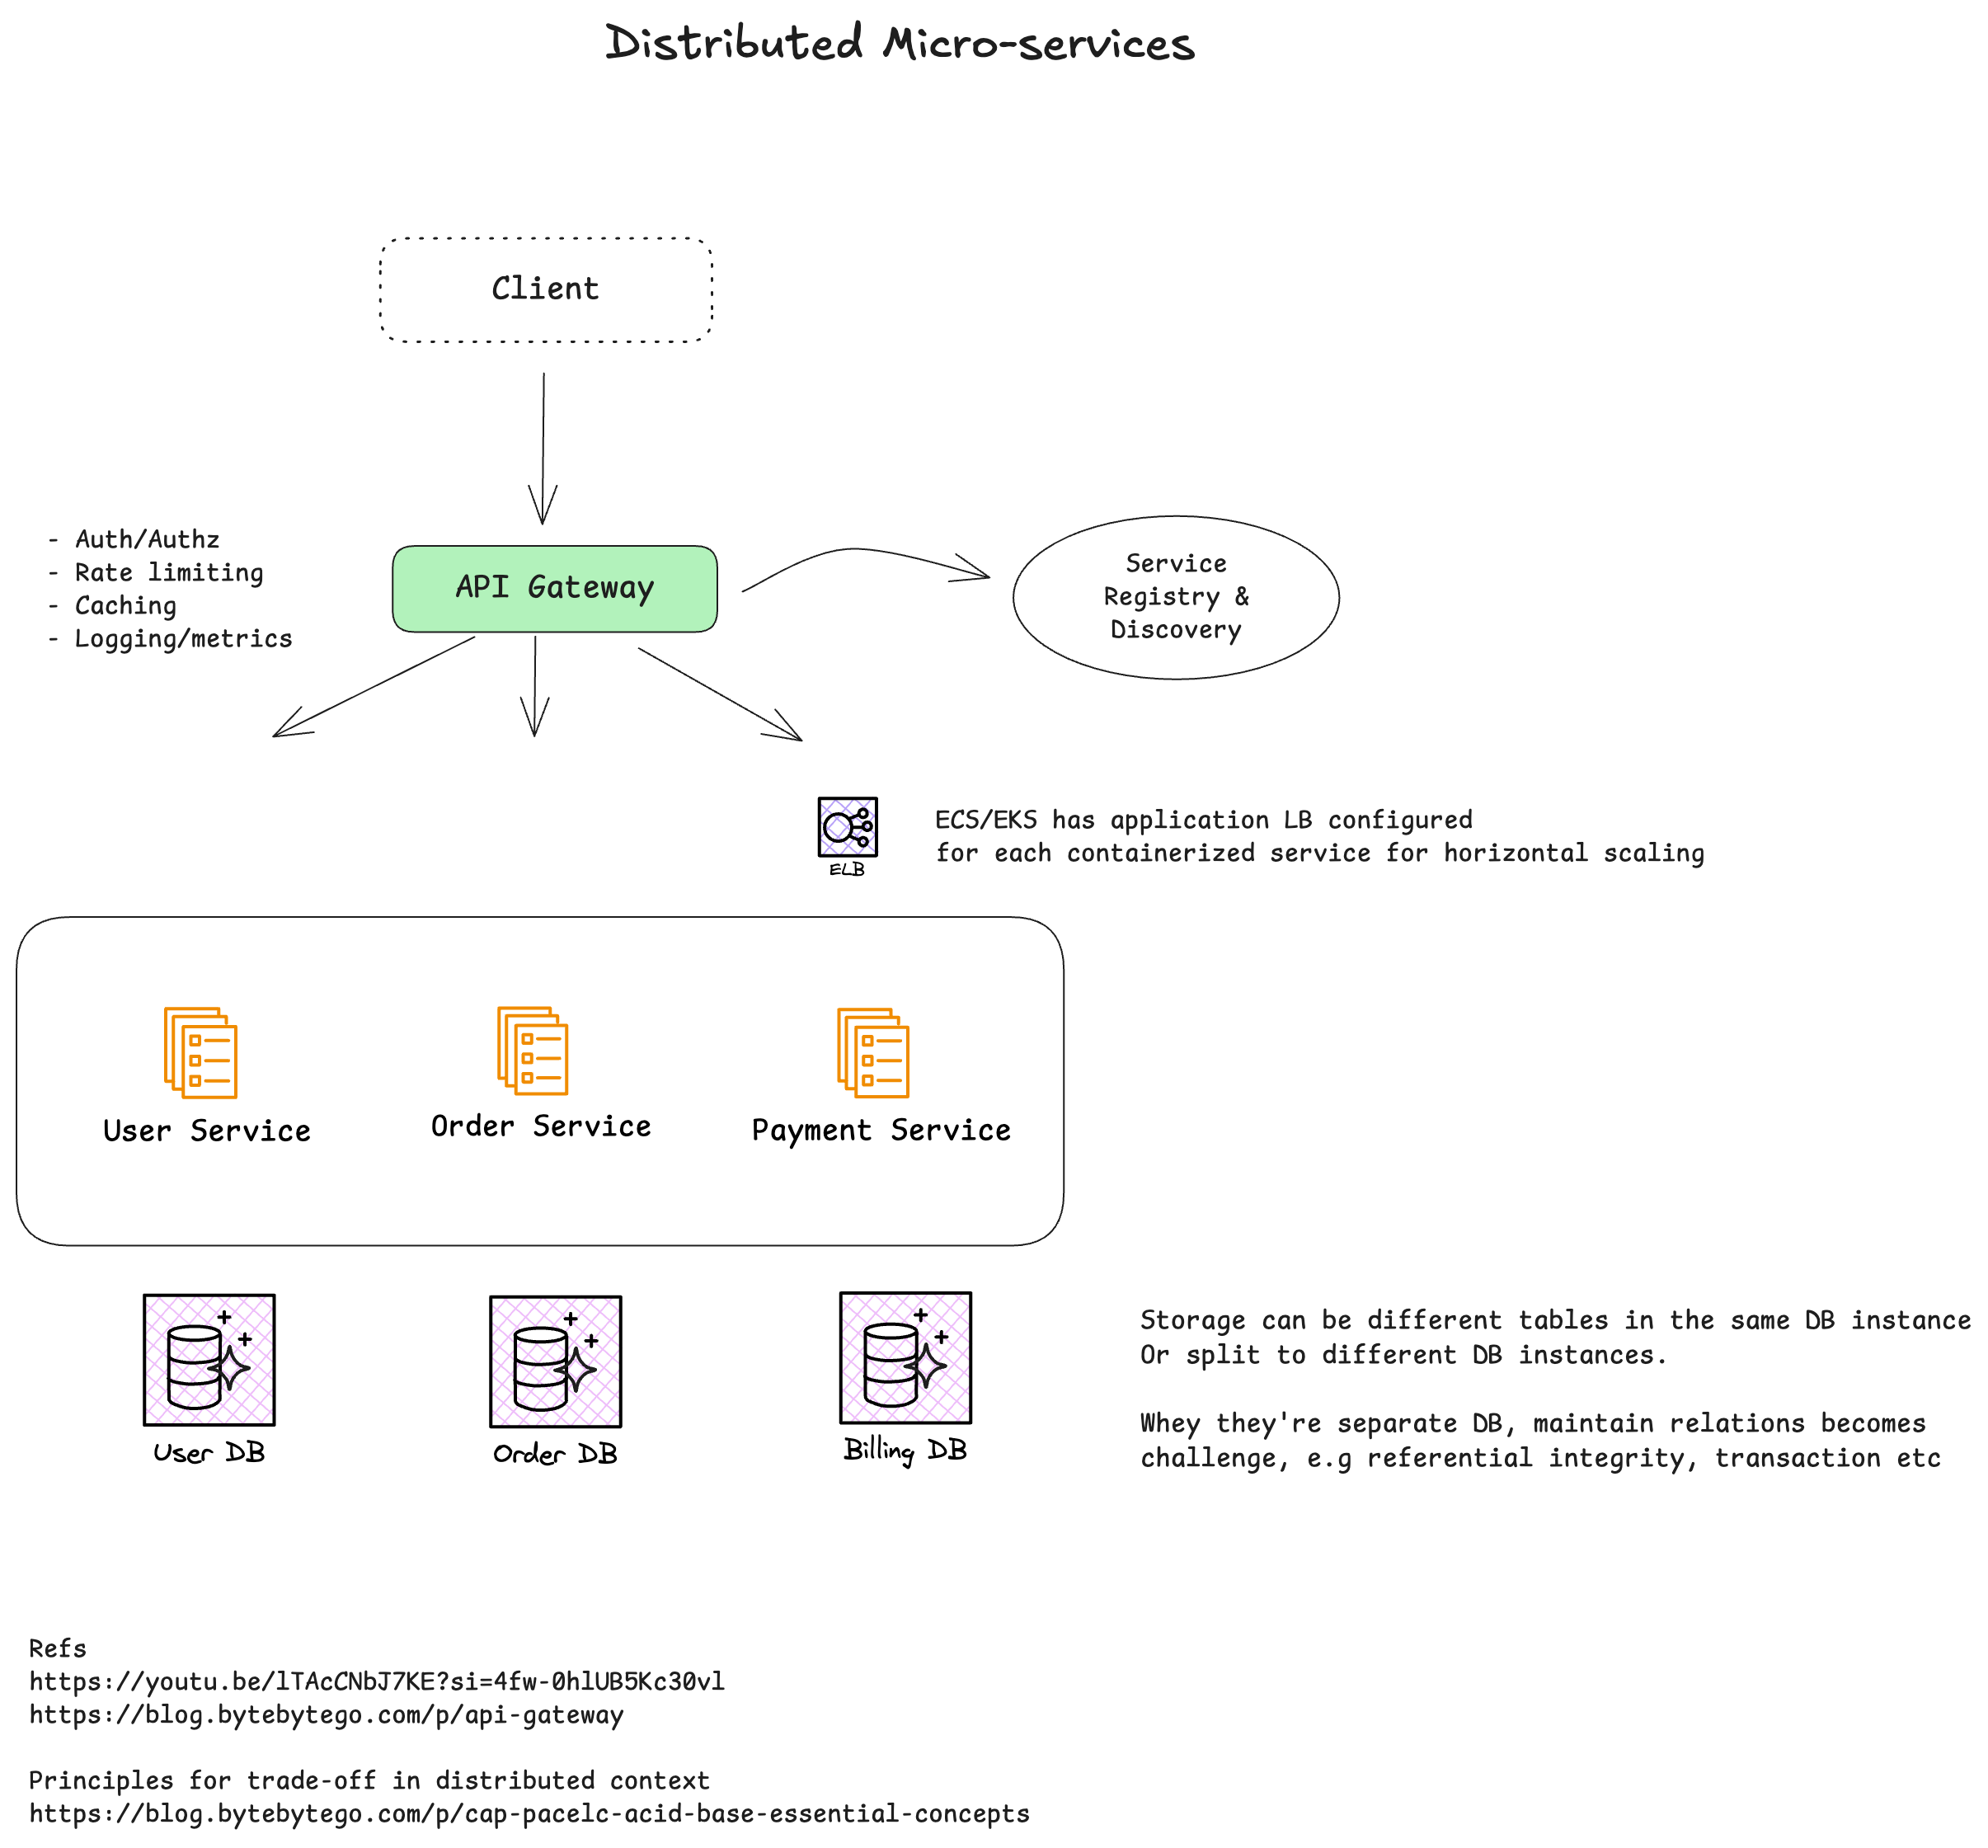 Distributed Micro-services
Client
- Auth/Authz
- Rate limiting
- Caching
- Logging/metrics
API Gateway
Service
Registry &
Discovery
ELB
ECS/EKS has application LB configured
for each containerized service for horizontal scaling
User Service
Order Service
Payment Service
User DB
Order DB
Billing DB
Storage can be different tables in the same DB instance
Or split to different DB instances.
Whey they're separate DB, maintain relations becomes
challenge, e.g referential integrity, transaction etc
Refs
https://youtu.be/lTAcCNbJ7KE?si=4fw-0hlUB5Kc30vl
https://blog.bytebytego.com/p/api-gateway
Principles for trade-off in distributed context
https://blog.bytebytego.com/p/cap-pacelc-acid-base-essential-concepts